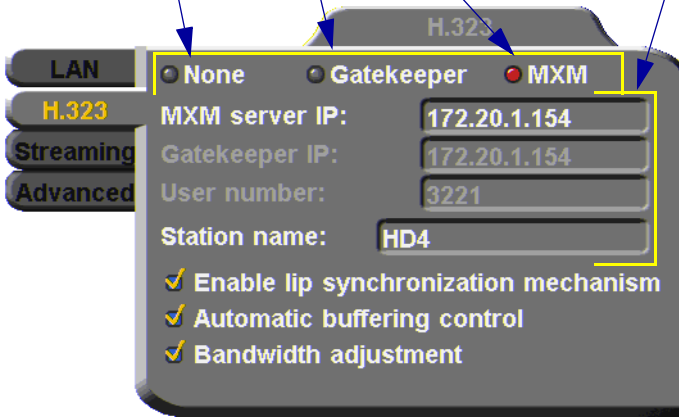 H.323
LAN
H.323
Streaming
Advanced
None Gatekeeper MXM
MXM server IP: 172.20.1.154
Gatekeeper IP: 172.20.1.154
User number: 3221
Station name: HD4
Enable lip synchronization mechanism
Automatic buffering control
Bandwidth adjustment